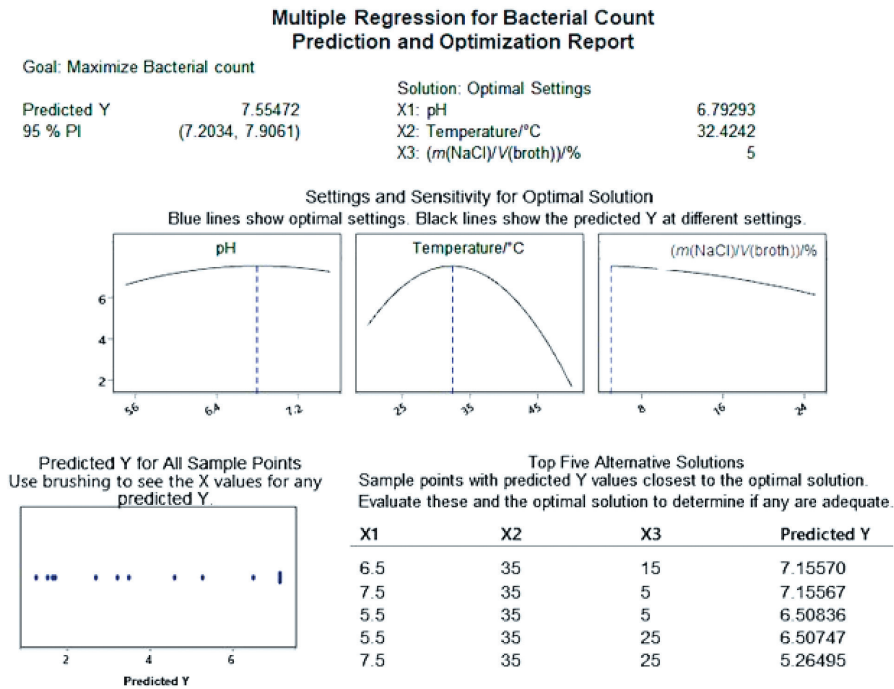 Multiple Regression for Bacterial Count
Prediction and Optimization Report
Goal: Maximize Bacterial count
Predicted Y 7.55472
95 % PI (7.2034, 7.9061)
Solution: Optimal Settings
X1: pH 6.79293
X2: Temperature/°C 32.4242
X3: (m(NaCl)/V(broth))/% 5
Settings and Sensitivity for Optimal Solution
Blue lines show optimal settings. Black lines show the predicted Y at different settings.
pH Temperature/°C (m(NaCl)/V(broth))/%
6
4
2
5.6 6.4 7.2 25 35 45 8 16 24
Predicted Y for All Sample Points
Use brushing to see the X values for any
predicted Y.
2 4 6
Predicted Y
Top Five Alternative Solutions
Sample points with predicted Y values closest to the optimal solution.
Evaluate these and the optimal solution to determine if any are adequate.
X1 X2 X3 Predicted Y
6.5 35 15 7.15570
7.5 35 5 7.15567
5.5 35 5 6.50836
5.5 35 25 6.50747
7.5 35 25 5.26495